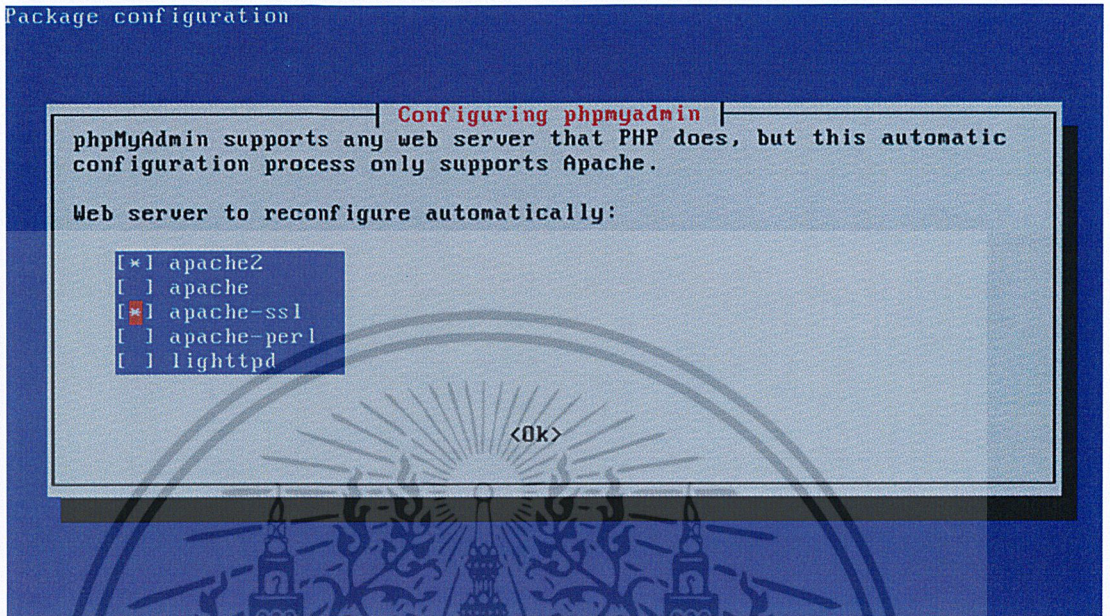 Package configuration
Configuring phpmyadmin
phpMyAdmin supports any web server that PHP does, but this automatic
configuration process only supports Apache.
Web server to reconfigure automatically:
[*] apache2
[ ] apache
[*] apache-ssl
[ ] apache-perl
[ ] lighttpd
<Ok>